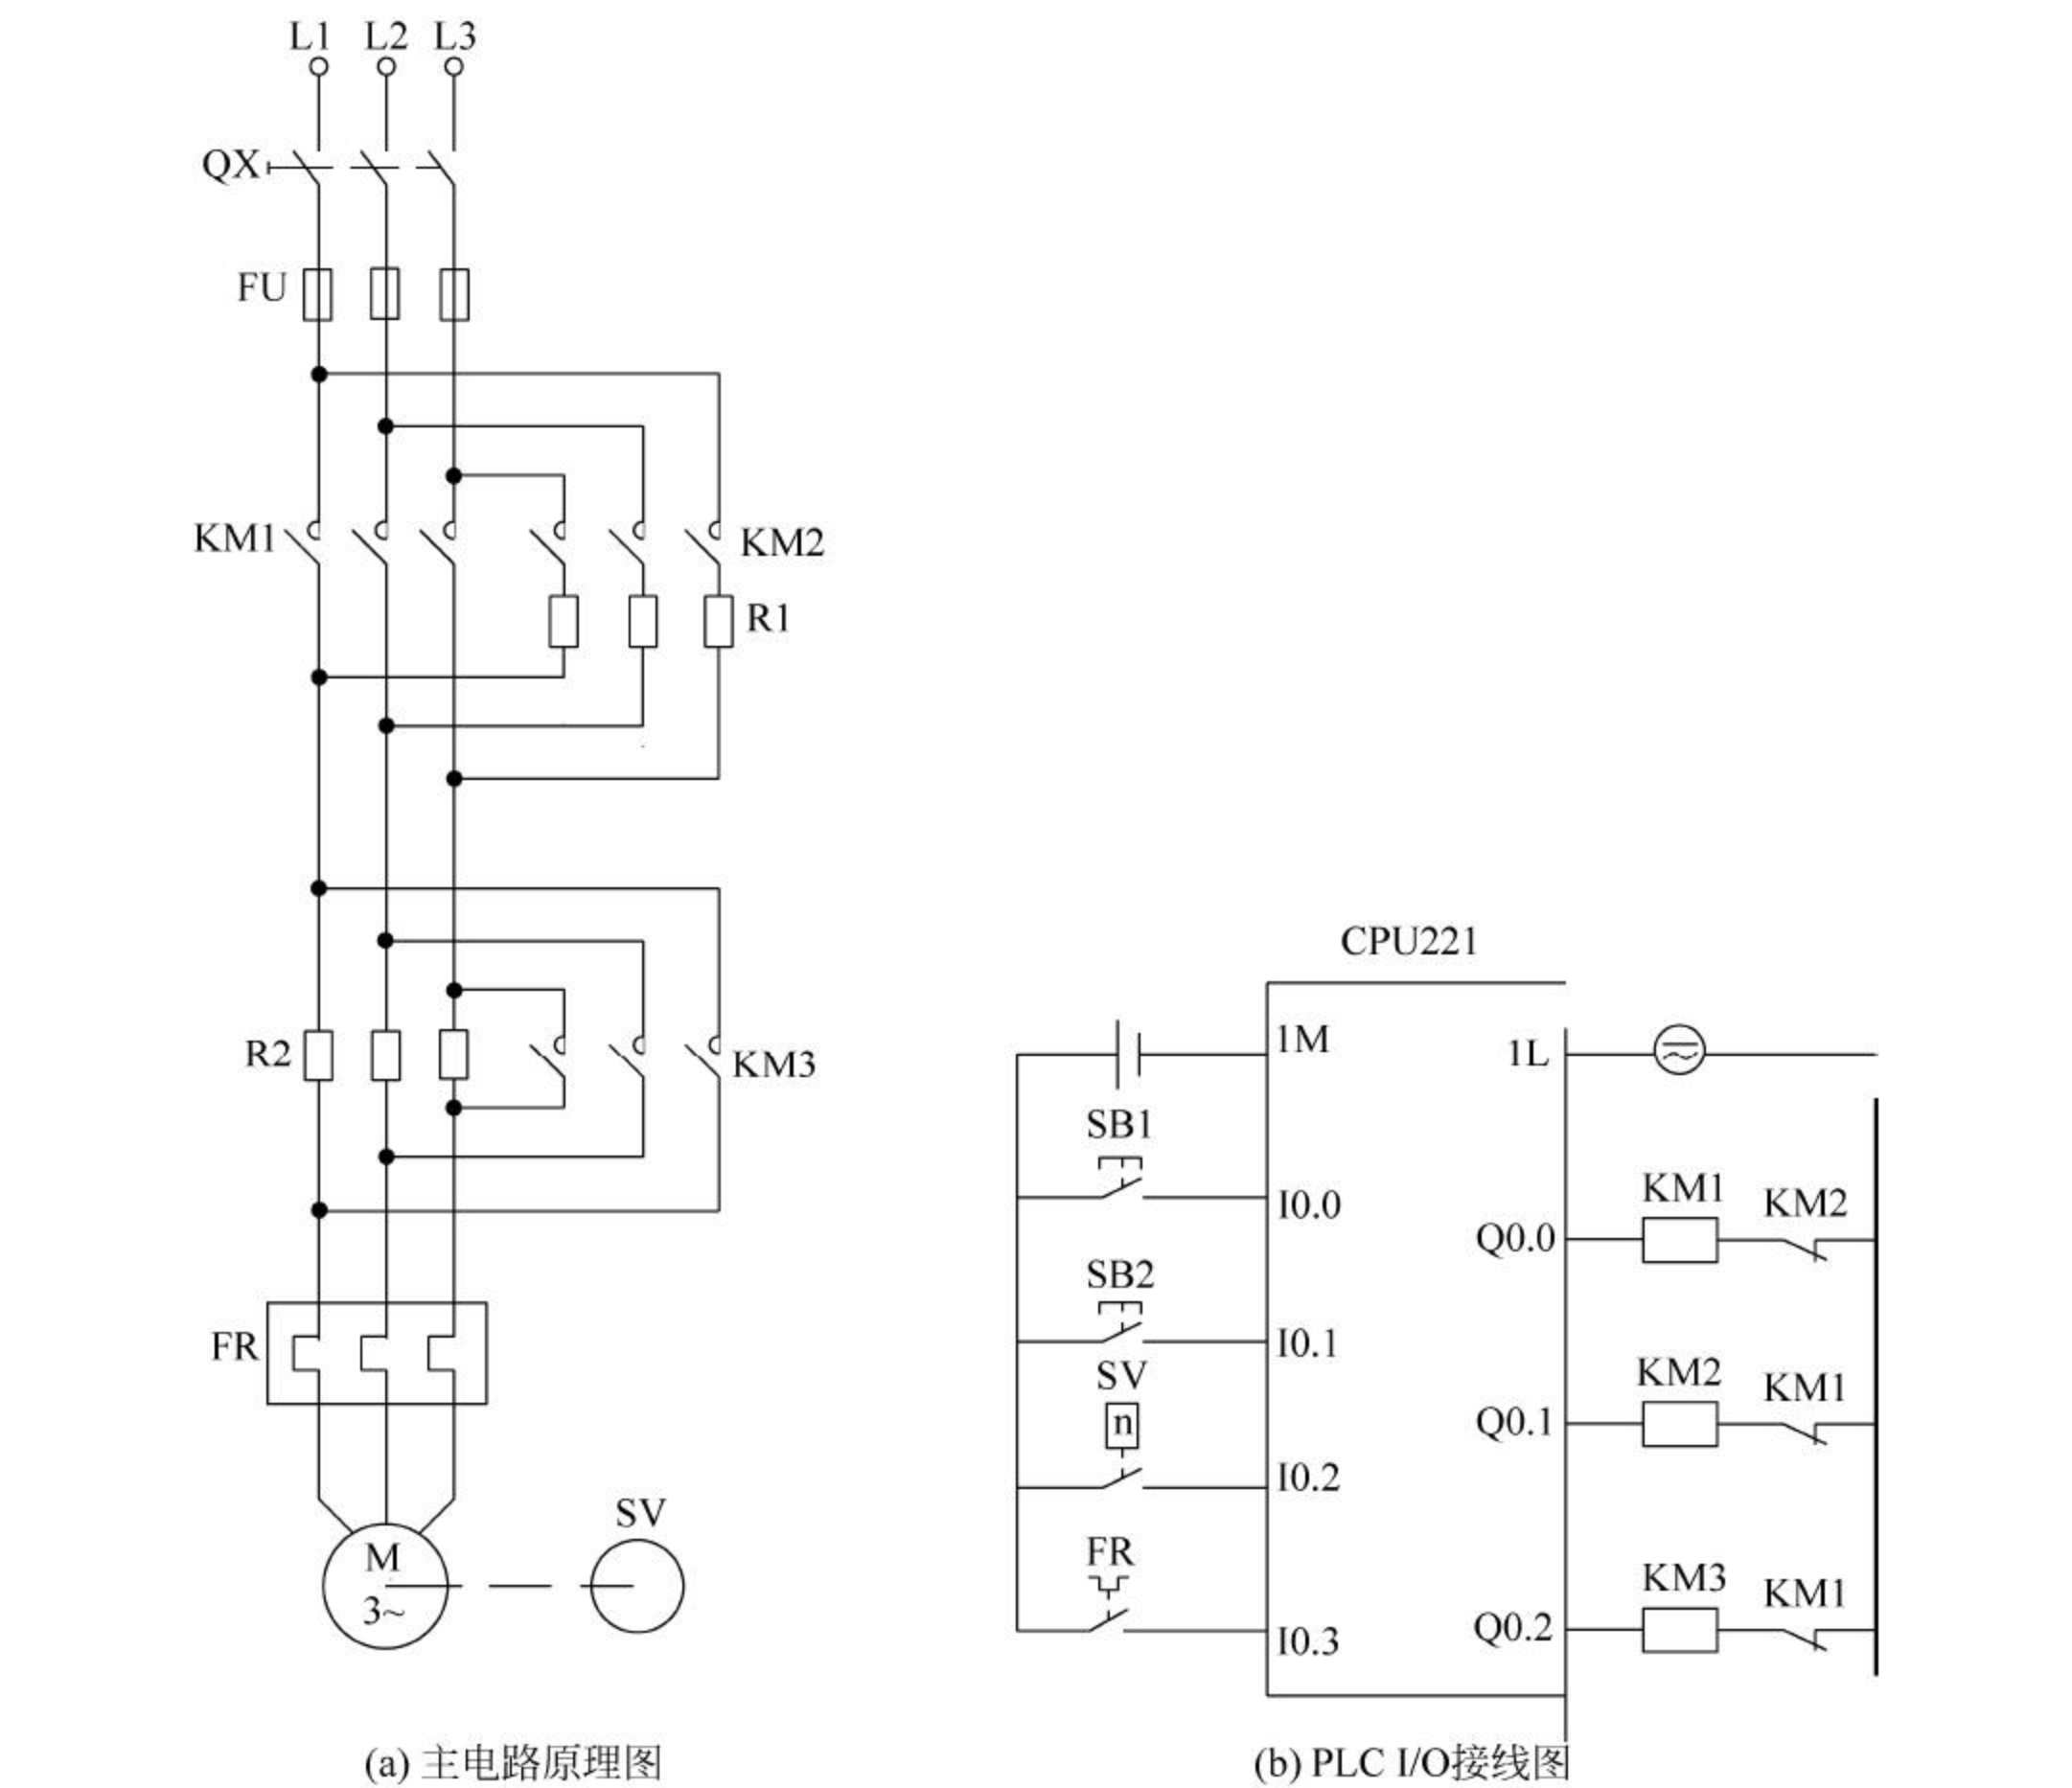 L1 L2 L3
QX
FU
KM1
KM2
R1
R2
KM3
FR
M
3~
SV
(a) 主电路原理图
CPU221
1M
1L
SB1
I0.0
SB2
I0.1
SV
n
I0.2
FR
I0.3
KM1
KM2
Q0.0
KM2
KM1
Q0.1
KM3
KM1
Q0.2
(b) PLC I/O接线图